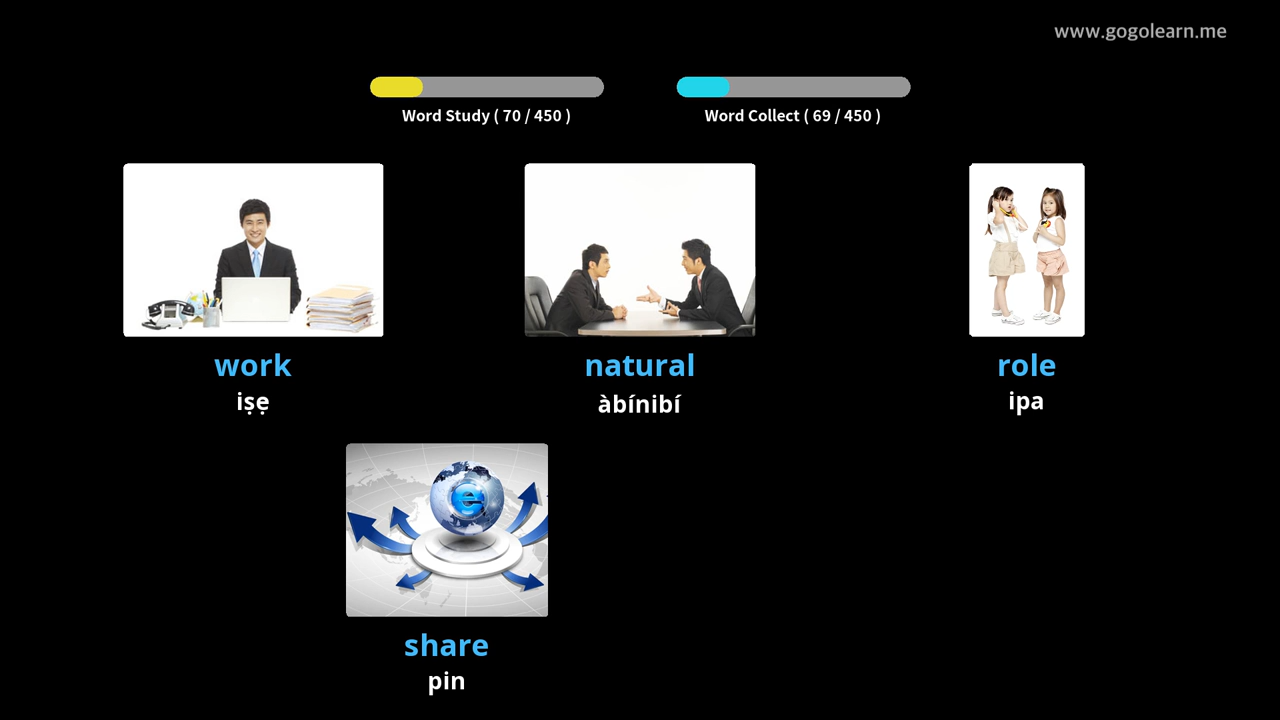 www.gogolearn.me
Word Study ( 70 / 450 )
Word Collect ( 69 / 450 )
work
iṣẹ
natural
àbínibí
role
ipa
e
share
pin